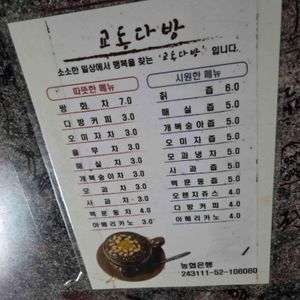 교동다방
소소한 일상에서 행복을 찾는 '교동다방' 입니다.
따뜻한 메뉴
쌍화차 7.0
다방커피 3.0
오미자차 3.0
율무차 3.0
매실차 3.0
개복숭아차 3.0
모과차 3.0
사과차 3.0
맥문동차 4.0
아메리카노 3.0
시원한 메뉴
칡즙 6.0
매실즙 5.0
개복숭아즙 5.0
오미자즙 5.0
모과냉차 5.0
사과즙 5.0
맥문동즙 5.0
오렌지쥬스 4.0
다방커피 4.0
아메리카노 4.0
농협은행
243111-52-106060